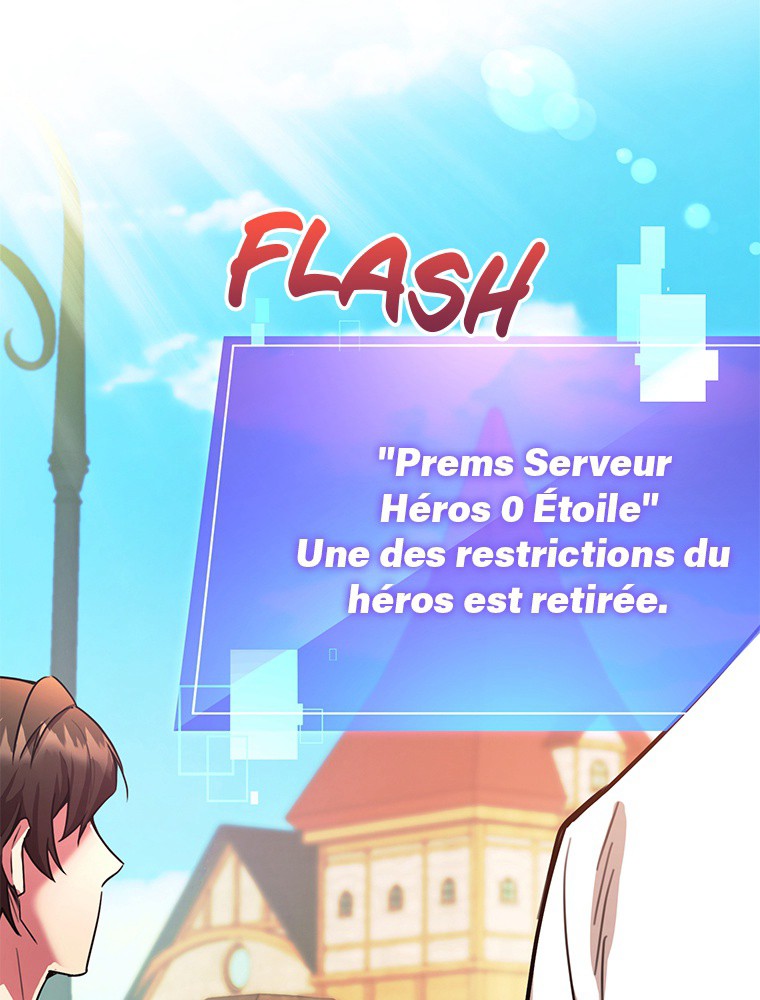 FLASH
"Prems Serveur
Héros 0 Étoile"
Une des restrictions du
héros est retirée.